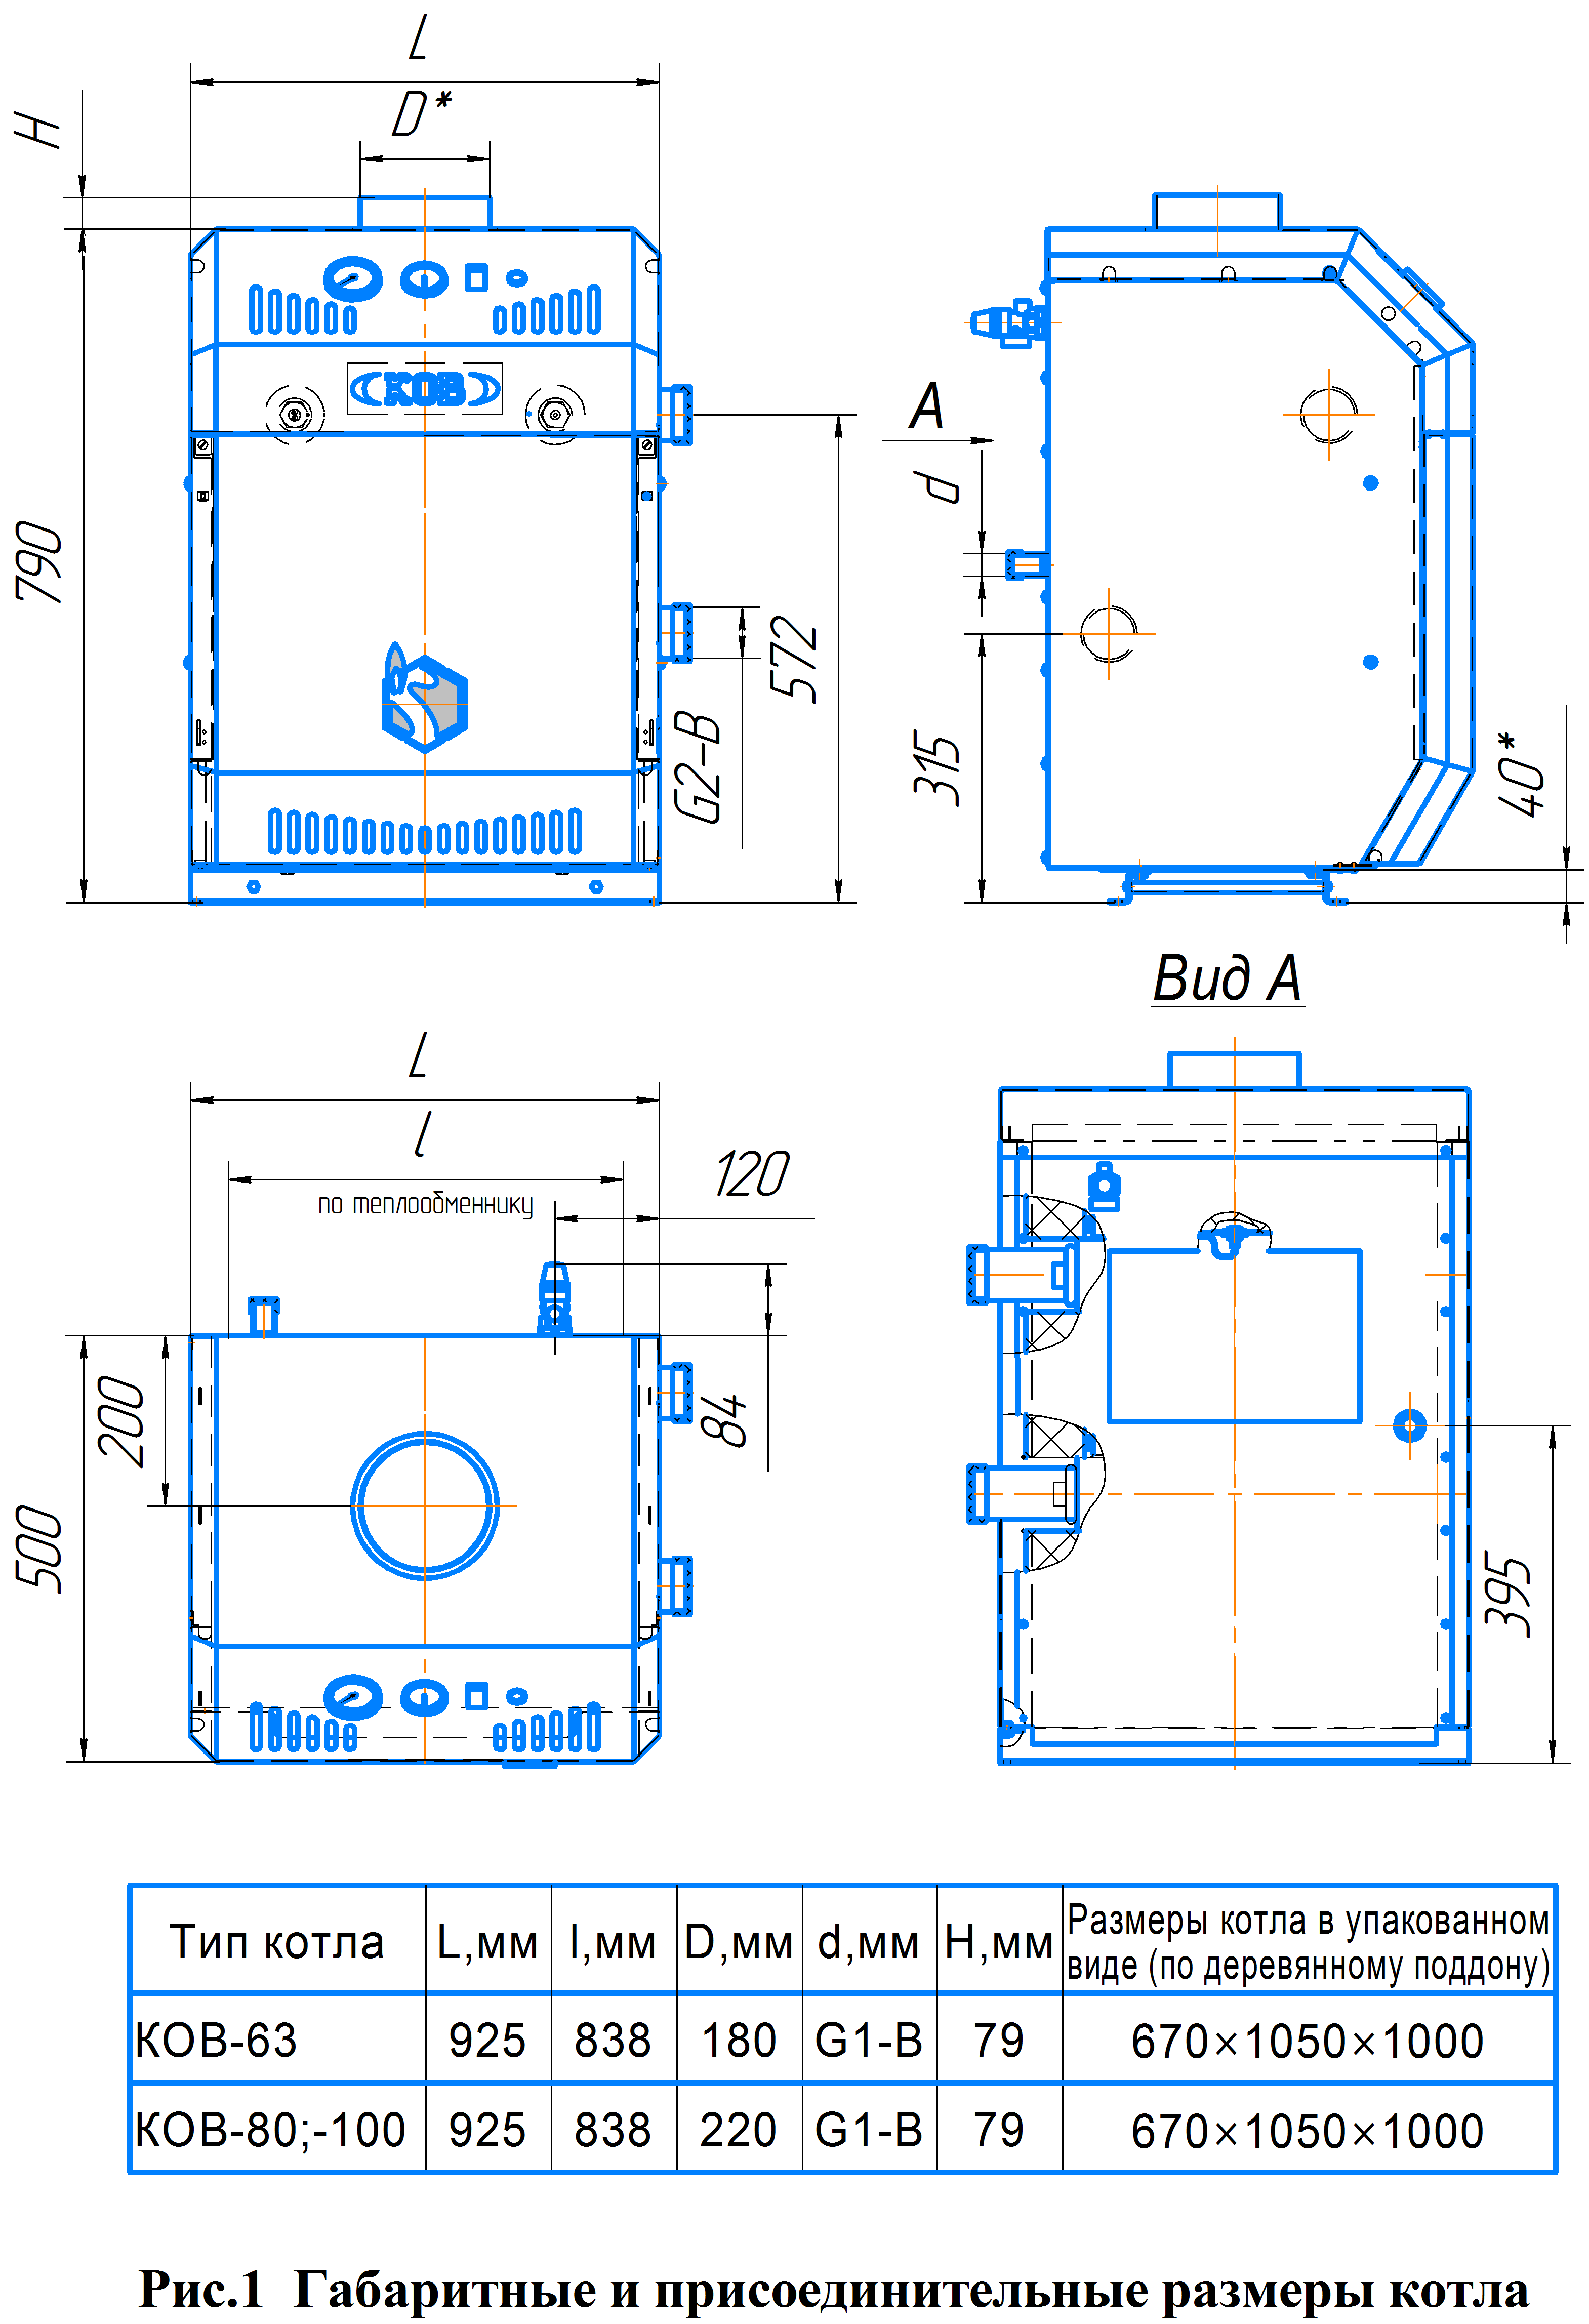 L
D*
H
КОВ
A
d
790
572
G2-B
315
40*
Вид А
L
l
по теплообменнику
120
84
200
500
395
Тип котла L,мм l,мм D,мм d,мм H,мм Размеры котла в упакованном
виде (по деревянному поддону)
КОВ-63 925 838 180 G1-B 79 670×1050×1000
КОВ-80;-100 925 838 220 G1-B 79 670×1050×1000
Рис.1 Габаритные и присоединительные размеры котла